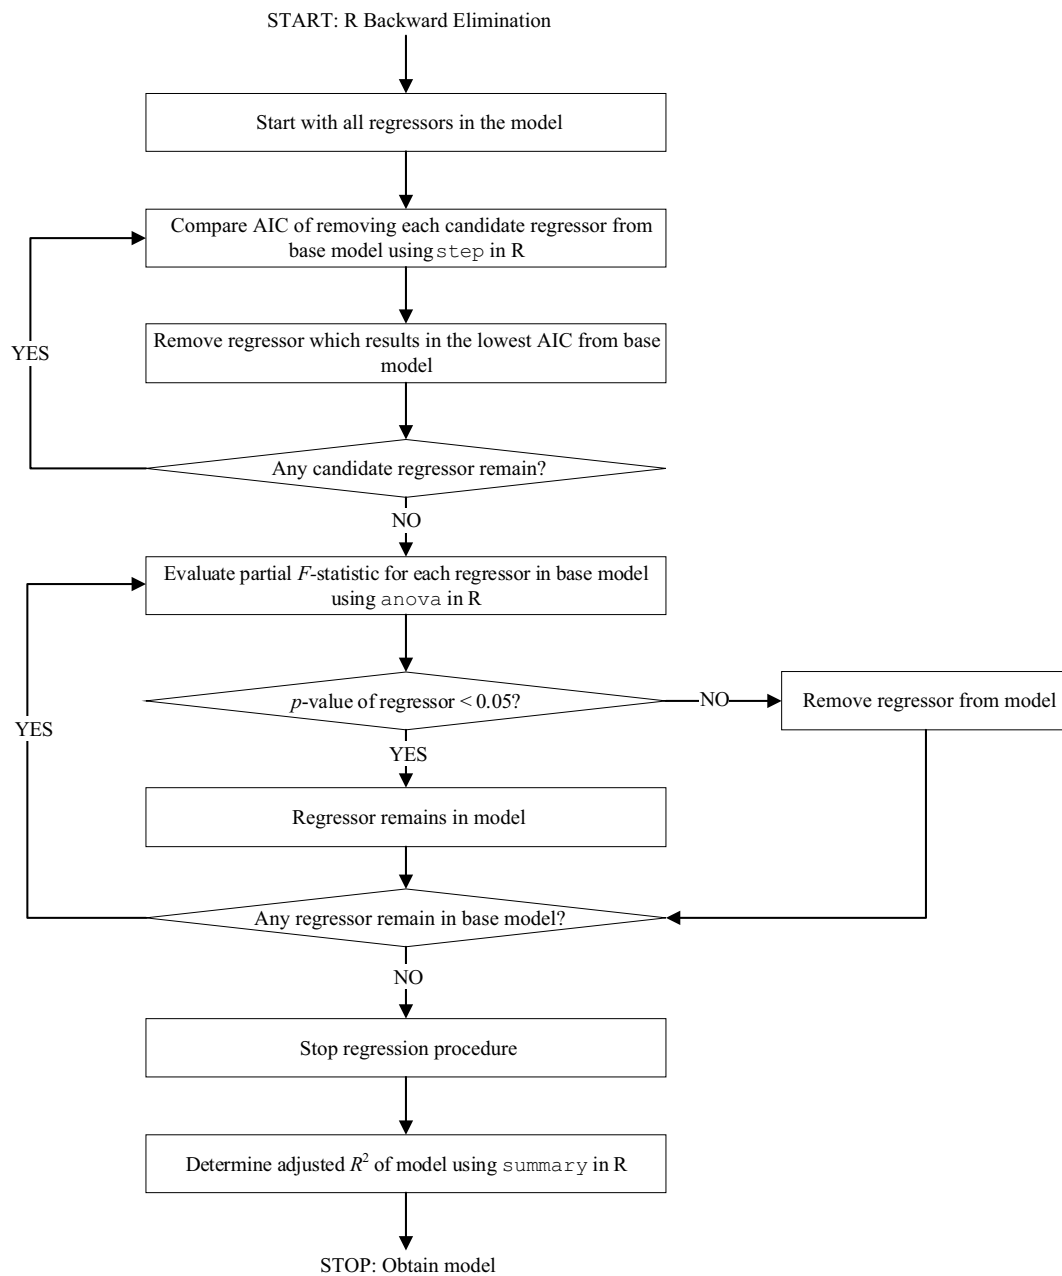 START: R Backward Elimination
Start with all regressors in the model
Compare AIC of removing each candidate regressor from
base model using step in R
Remove regressor which results in the lowest AIC from base
model
YES
Any candidate regressor remain?
NO
Evaluate partial F-statistic for each regressor in base model
using anova in R
p-value of regressor < 0.05?
NO
Remove regressor from model
YES
YES
Regressor remains in model
Any regressor remain in base model?
NO
Stop regression procedure
Determine adjusted R² of model using summary in R
STOP: Obtain model